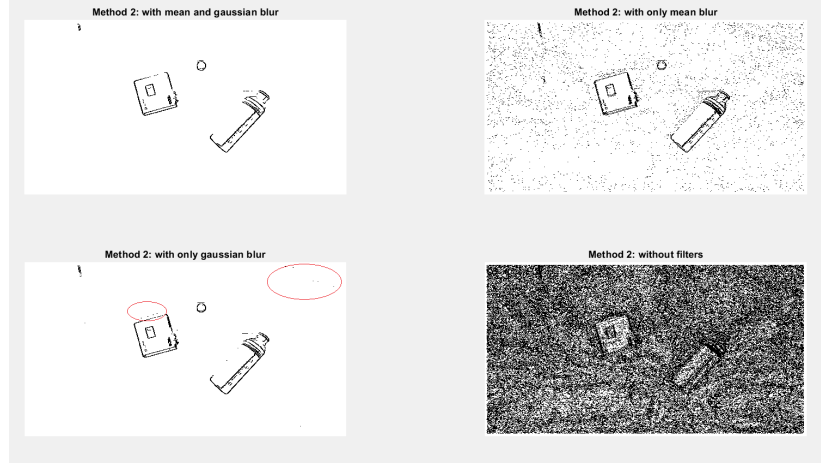 Method 2: with mean and gaussian blur
Method 2: with only mean blur
Method 2: with only gaussian blur
Method 2: without filters